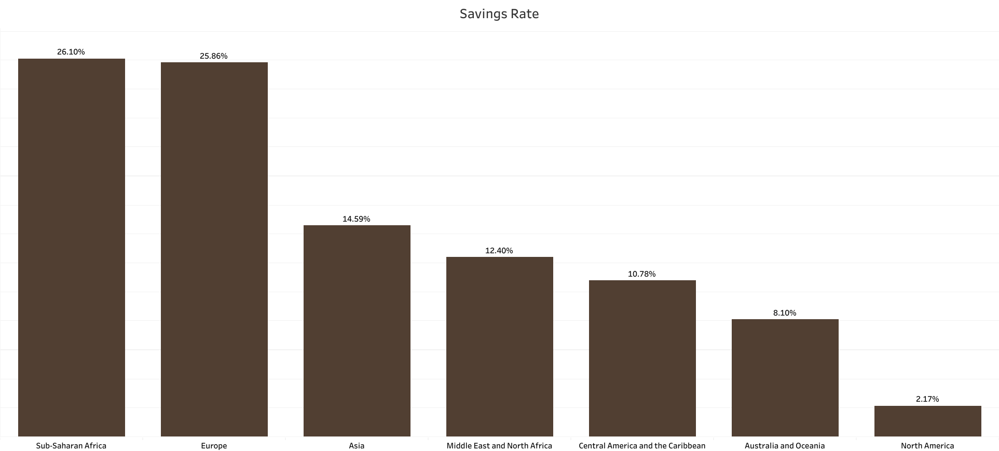 Savings Rate
26.10%
25.86%
14.59%
12.40%
10.78%
8.10%
2.17%
Sub-Saharan Africa
Europe
Asia
Middle East and North Africa
Central America and the Caribbean
Australia and Oceania
North America